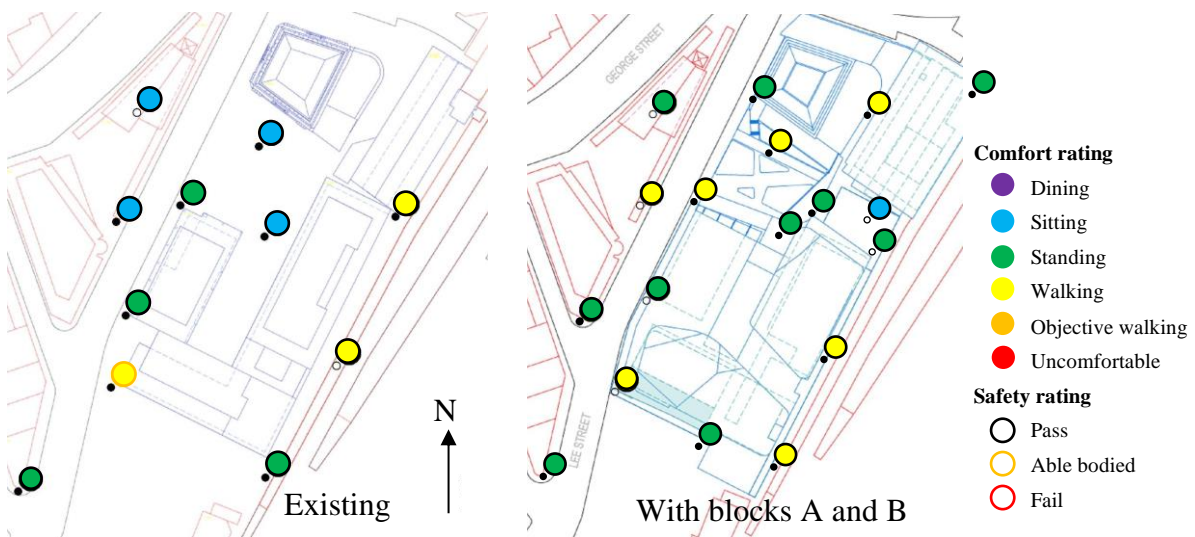 GEORGE STREET
LEE STREET
N
Existing
With blocks A and B
Comfort rating
Dining
Sitting
Standing
Walking
Objective walking
Uncomfortable
Safety rating
Pass
Able bodied
Fail